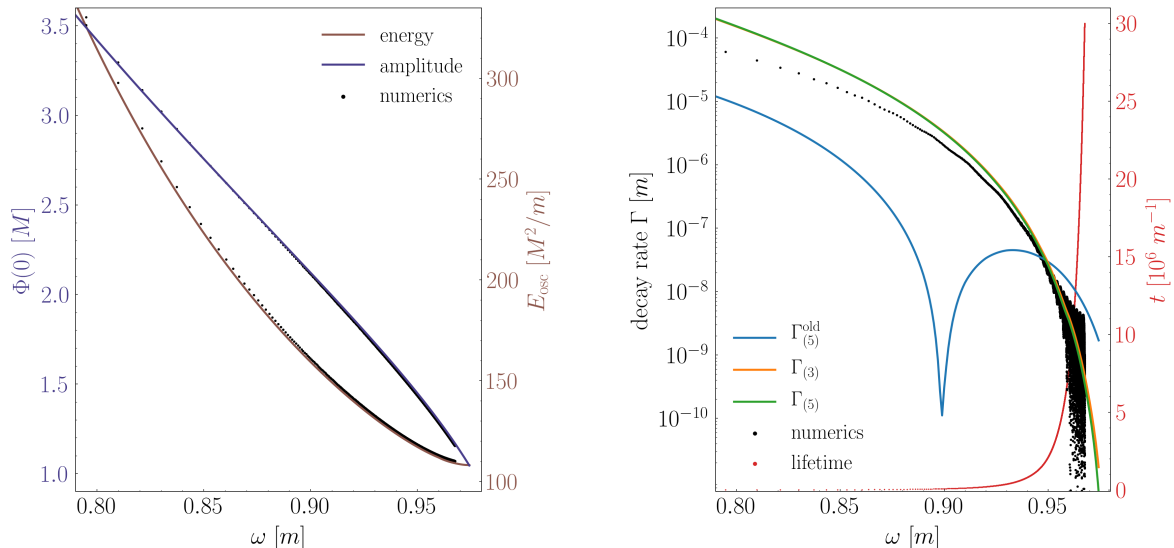 3.5
3.0
2.5
2.0
1.5
1.0
Φ(0) [M]
energy
amplitude
numerics
300
250
200
150
100
E_osc [M²/m]
0.80 0.85 0.90 0.95
ω [m]
10⁻⁴
10⁻⁵
10⁻⁶
10⁻⁷
10⁻⁸
10⁻⁹
10⁻¹⁰
decay rate Γ [m]
Γ^old_(5)
Γ_(3)
Γ_(5)
numerics
lifetime
30
25
20
15
10
5
0
t [10⁶ m⁻¹]
0.80 0.85 0.90 0.95
ω [m]